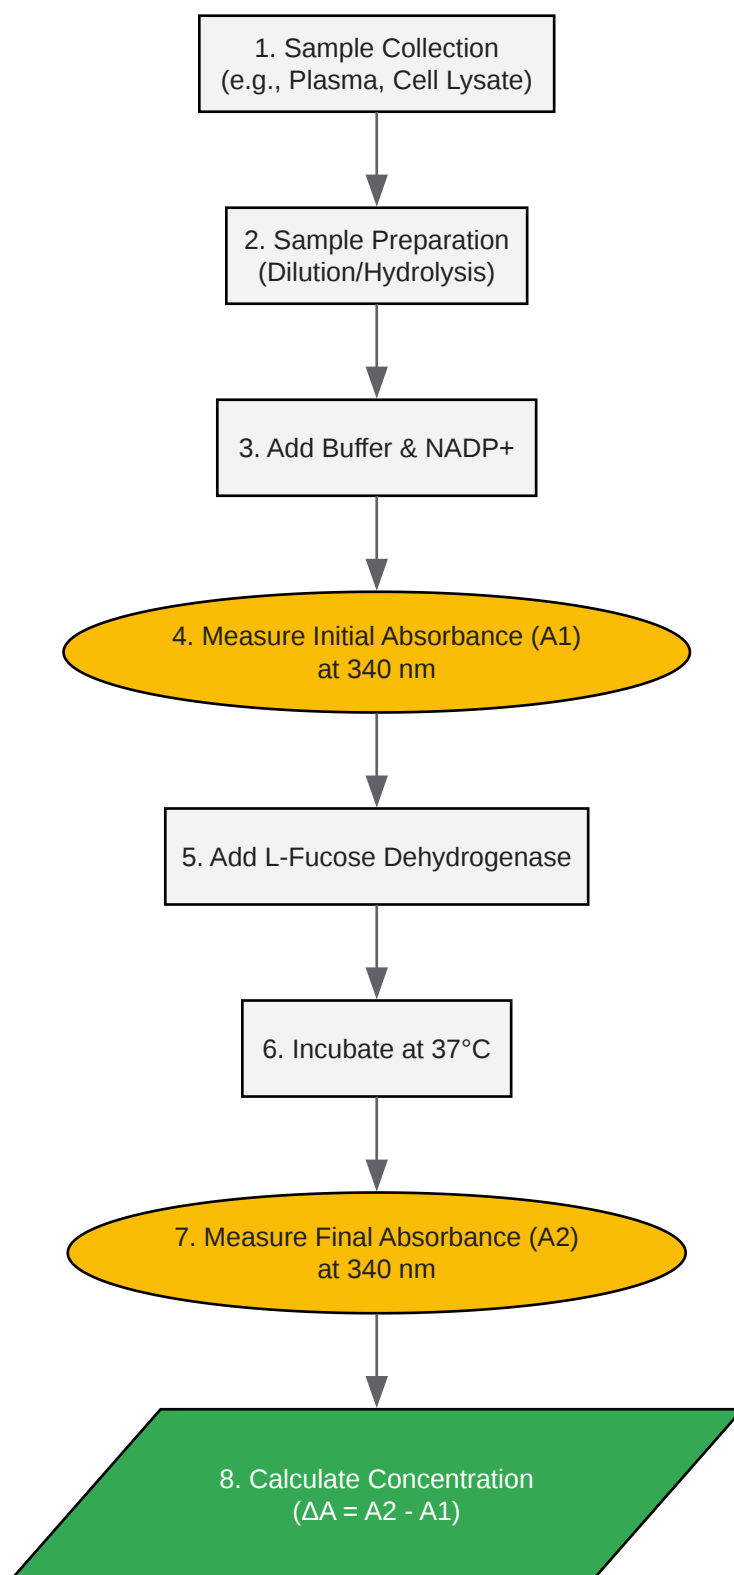 1. Sample Collection
(e.g., Plasma, Cell Lysate)
2. Sample Preparation
(Dilution/Hydrolysis)
3. Add Buffer & NADP+
4. Measure Initial Absorbance (A1)
at 340 nm
5. Add L-Fucose Dehydrogenase
6. Incubate at 37°C
7. Measure Final Absorbance (A2)
at 340 nm
8. Calculate Concentration
(ΔA = A2 - A1)